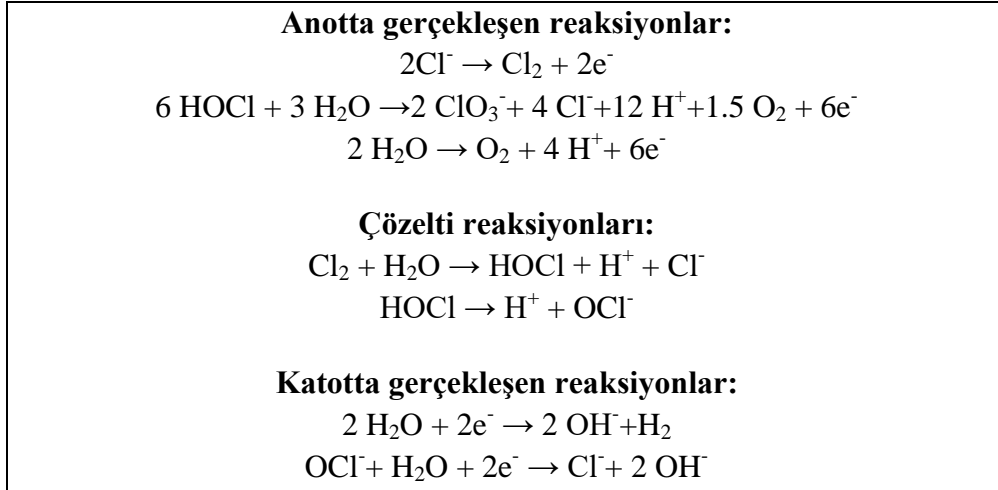 Anotta gerçekleşen reaksiyonlar:
2Cl⁻ → Cl₂ + 2e⁻
6 HOCl + 3 H₂O →2 ClO₃⁻+ 4 Cl⁻+12 H⁺+1.5 O₂ + 6e⁻
2 H₂O → O₂ + 4 H⁺+ 6e⁻
Çözelti reaksiyonları:
Cl₂ + H₂O → HOCl + H⁺ + Cl⁻
HOCl → H⁺ + OCl⁻
Katotta gerçekleşen reaksiyonlar:
2 H₂O + 2e⁻ → 2 OH⁻+H₂
OCl⁻+ H₂O + 2e⁻ → Cl⁻+ 2 OH⁻